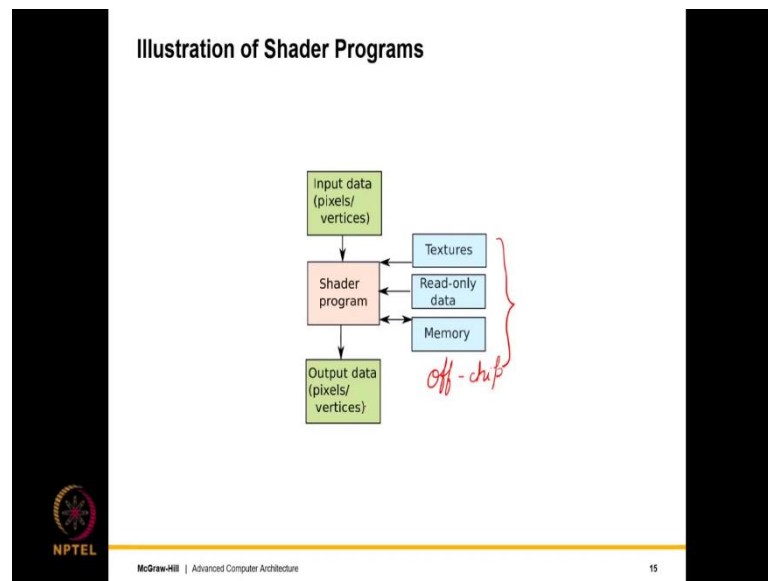 Illustration of Shader Programs
Input data
(pixels/
vertices)
Textures
Shader
program
Read-only
data
Memory
Output data
(pixels/
vertices}
off-chip
NPTEL
McGraw-Hill | Advanced Computer Architecture
15